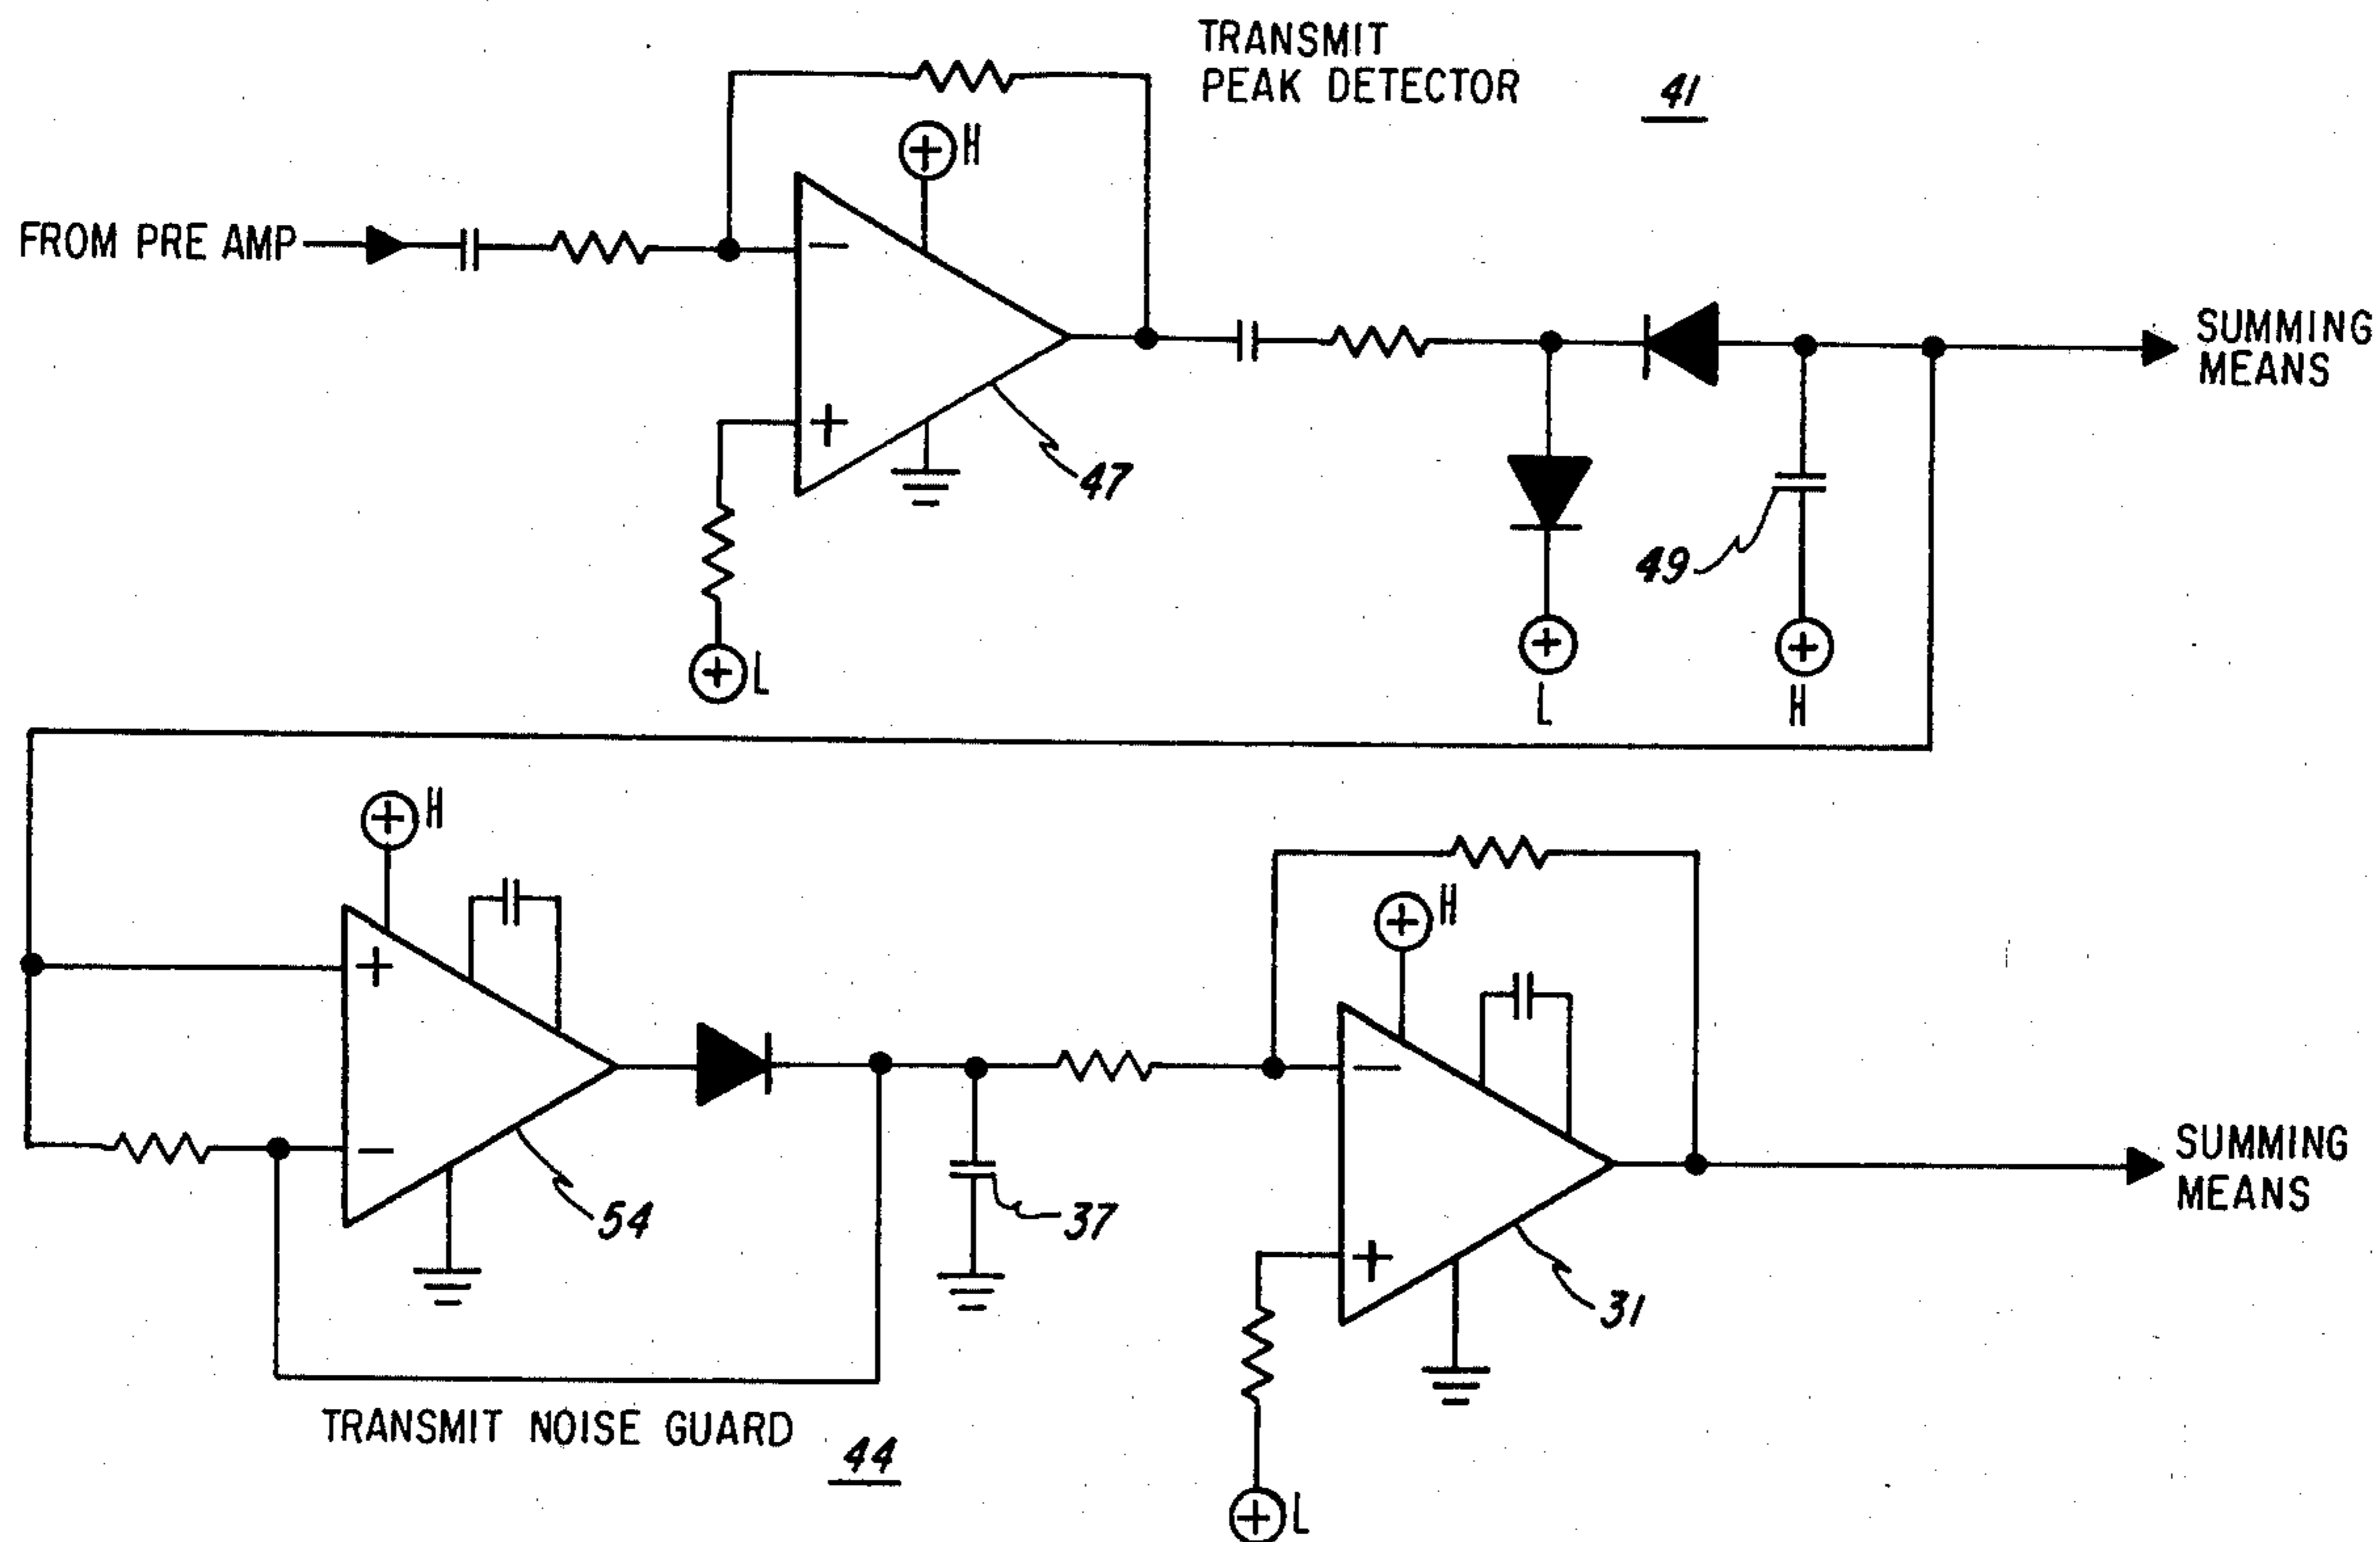 TRANSMIT
PEAK DETECTOR
41
H
FROM PRE AMP
−
+
47
L
SUMMING
MEANS
49
L
H
H
+
−
54
37
H
−
+
31
SUMMING
MEANS
L
TRANSMIT NOISE GUARD
44